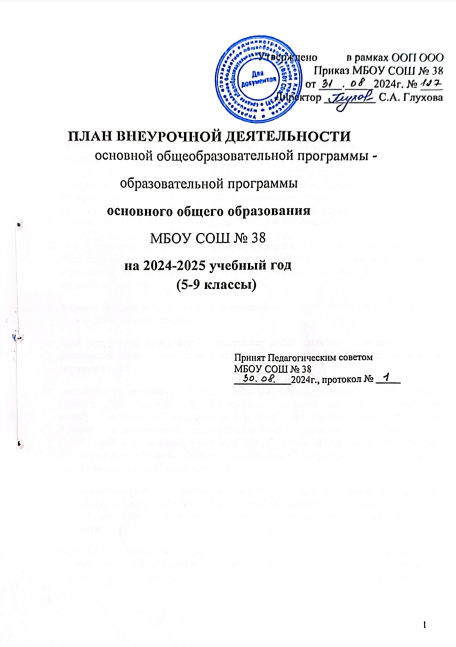 Утверждено в рамках ООП ООО
Приказ МБОУ СОШ № 38
от 31 . 08 2024г. №
Директор С.А. Глухова
Для документов
ПЛАН ВНЕУРОЧНОЙ ДЕЯТЕЛЬНОСТИ
основной общеобразовательной программы -
образовательной программы
основного общего образования
МБОУ СОШ № 38
на 2024-2025 учебный год
(5-9 классы)
Принят Педагогическим советом
МБОУ СОШ № 38
30.08. 2024г., протокол № 1
1